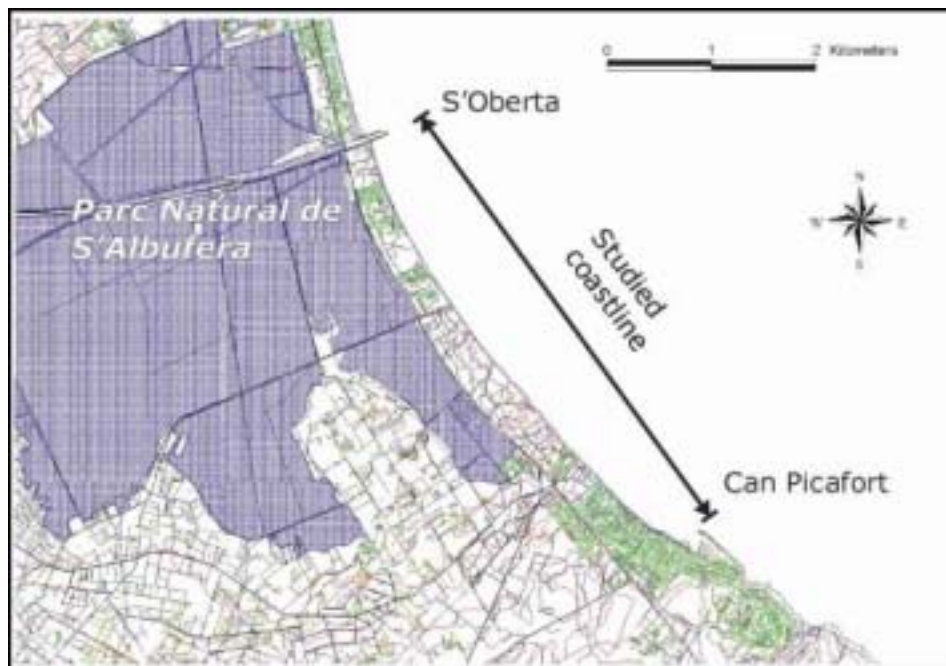 0 1 2 Kilometers
S'Oberta
N
W E
S
Parc Natural de
S'Albufera
Studied
coastline
Can Picafort